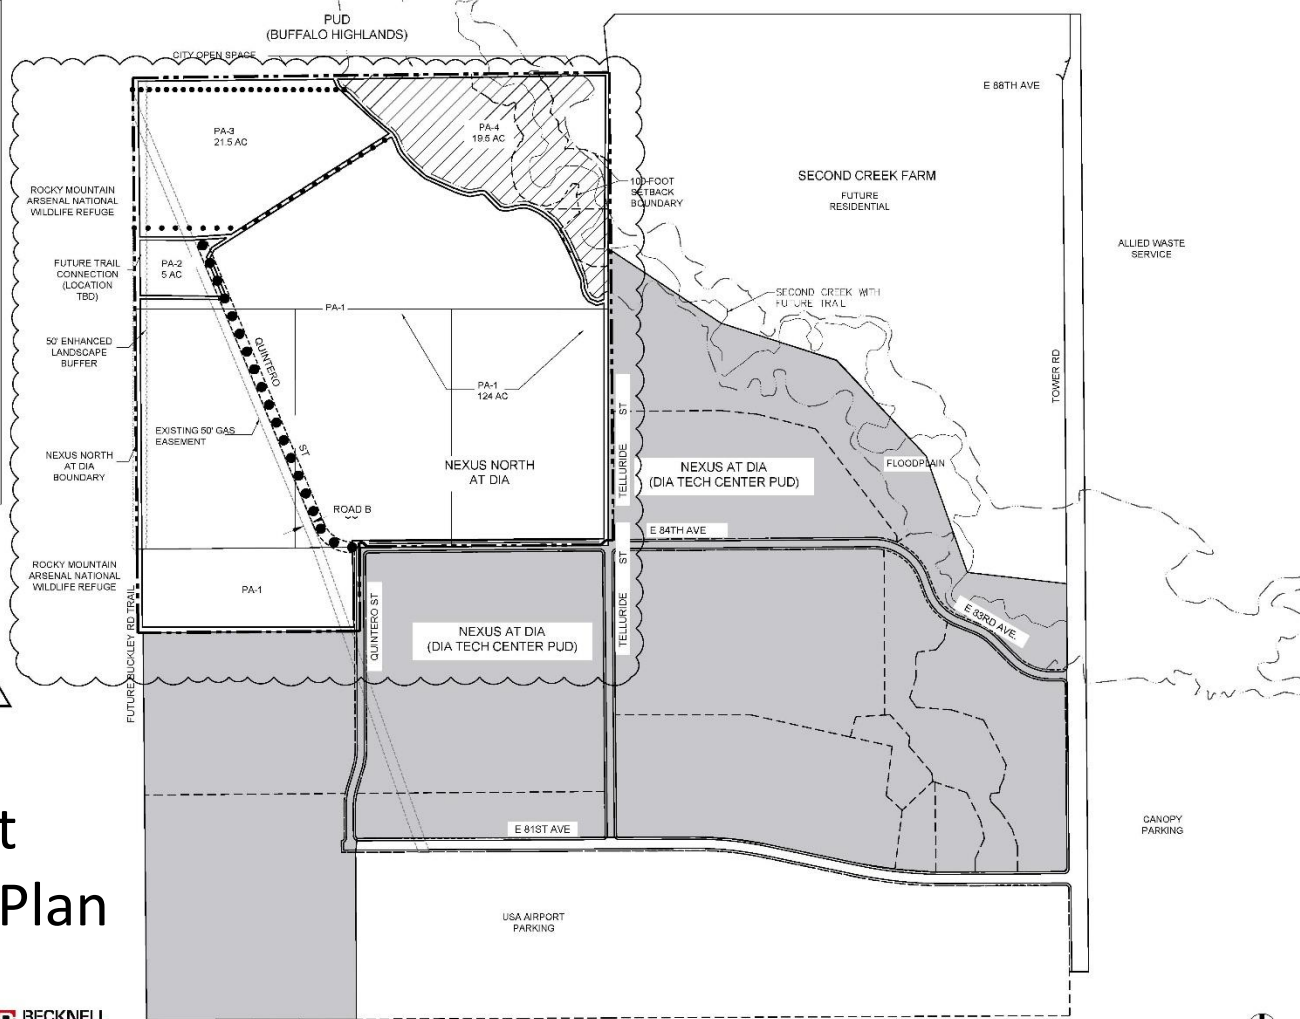 PUD
(BUFFALO HIGHLANDS)
CITY OPEN SPACE
E 88TH AVE
PA-3
21.5 AC
PA-4
19.5 AC
ROCKY MOUNTAIN
ARSENAL NATIONAL
WILDLIFE REFUGE
100-FOOT
SETBACK
BOUNDARY
SECOND CREEK FARM
FUTURE
RESIDENTIAL
ALLIED WASTE
SERVICE
FUTURE TRAIL
CONNECTION
(LOCATION
TBD)
PA-2
5 AC
SECOND CREEK WITH
FUTURE TRAIL
PA-1
50' ENHANCED
LANDSCAPE
BUFFER
QUINTERO
ST
PA-1
124 AC
TOWER RD
EXISTING 50' GAS
EASEMENT
TELLURIDE ST
NEXUS NORTH
AT DIA
BOUNDARY
NEXUS NORTH
AT DIA
NEXUS AT DIA
(DIA TECH CENTER PUD)
FLOODPLAIN
ROAD B
E 84TH AVE
ROCKY MOUNTAIN
ARSENAL NATIONAL
WILDLIFE REFUGE
PA-1
FUTURE BUCKLEY RD TRAIL
QUINTERO ST
NEXUS AT DIA
(DIA TECH CENTER PUD)
TELLURIDE ST
E 83RD AVE.
t
Plan
E 81ST AVE
CANOPY
PARKING
USA AIRPORT
PARKING
BECKNELL